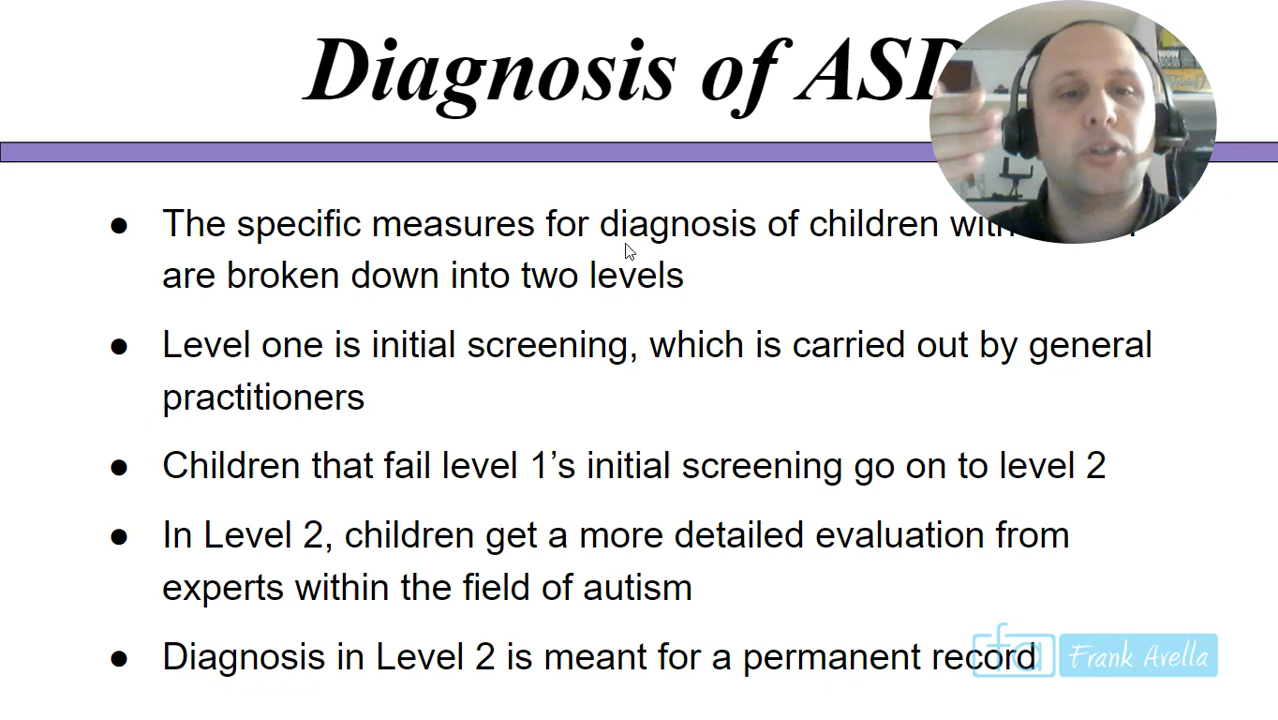 Diagnosis of ASD
● The specific measures for diagnosis of children with
are broken down into two levels
● Level one is initial screening, which is carried out by general
practitioners
● Children that fail level 1’s initial screening go on to level 2
● In Level 2, children get a more detailed evaluation from
experts within the field of autism
● Diagnosis in Level 2 is meant for a permanent record
fa Frank Avella
WOW
GOOD